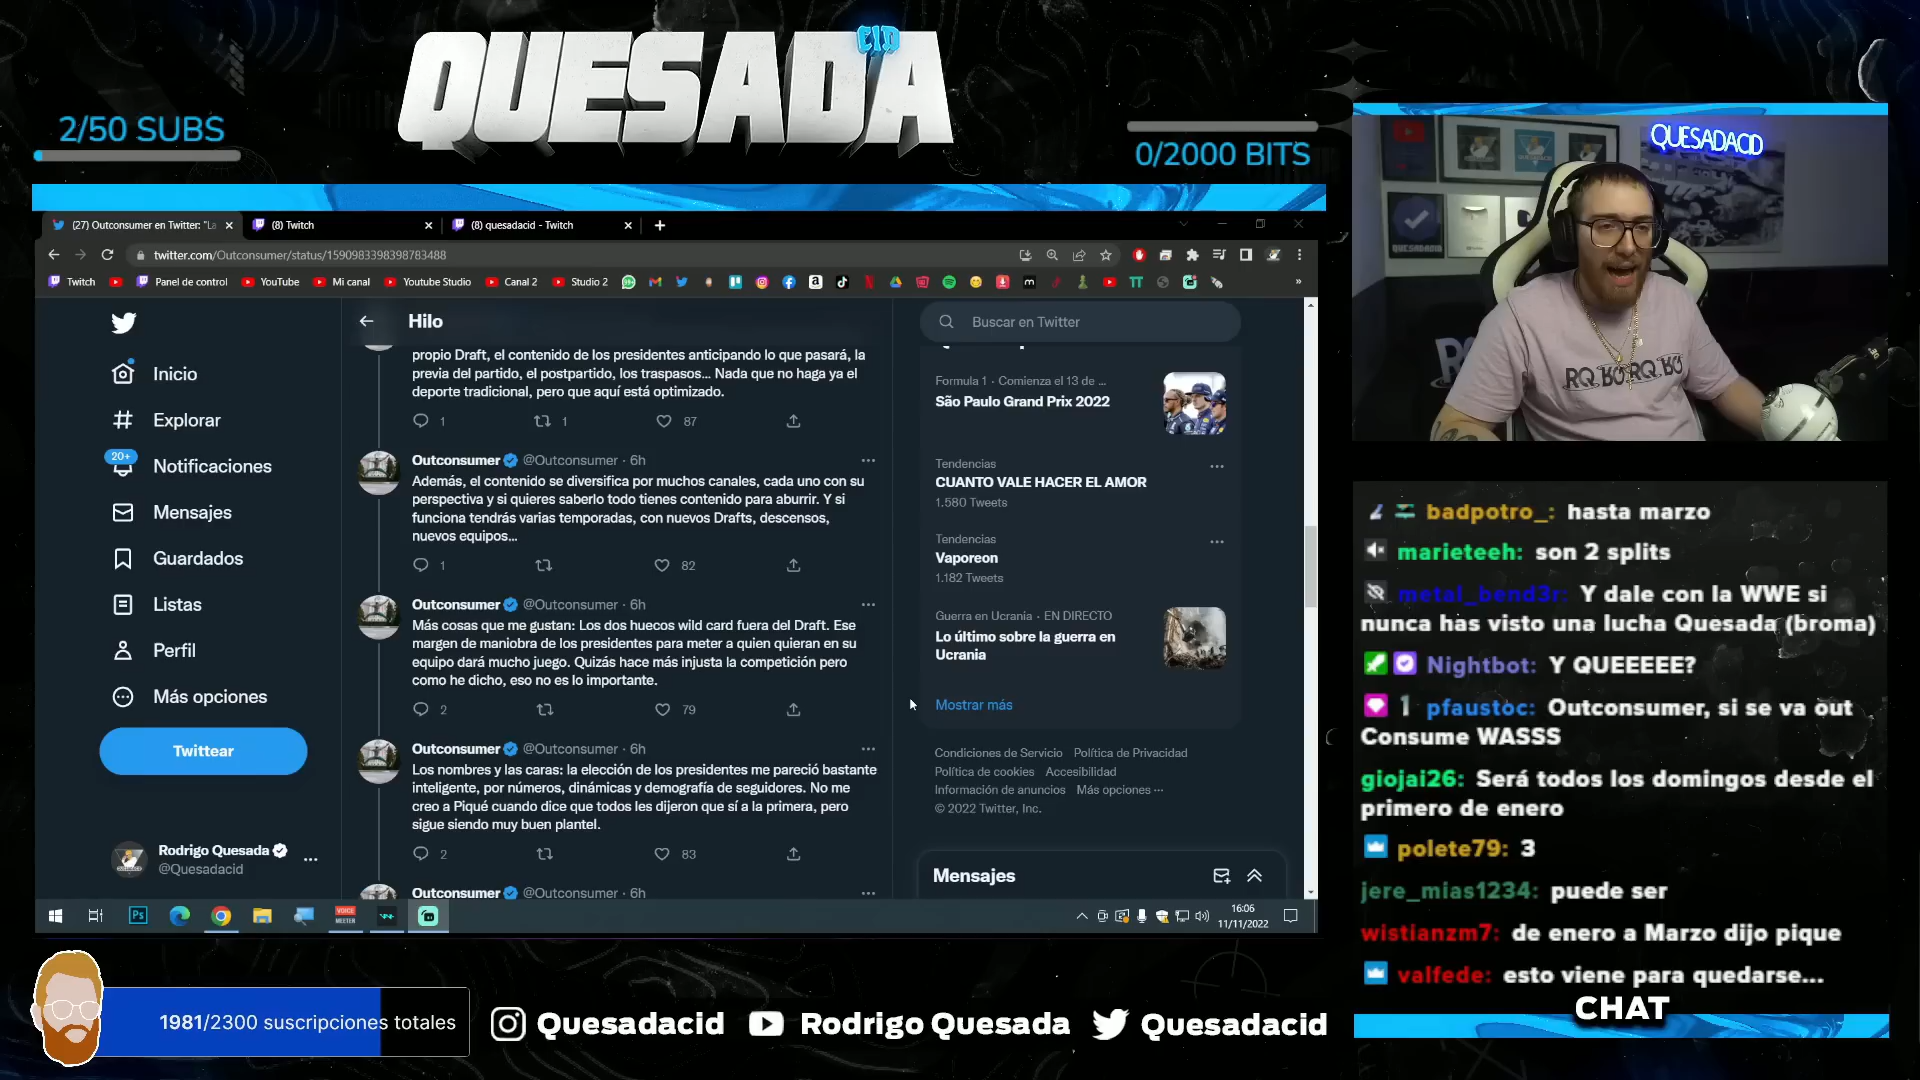 QUESADA
CID
2/50 SUBS
0/2000 BITS
(27) Outconsumer en Twitter: "La
(8) Twitch
(8) quesadacid - Twitch
twitter.com/Outconsumer/status/1590983398398783488
Twitch
Panel de control
YouTube
Mi canal
Youtube Studio
Canal 2
Studio 2
Inicio
Explorar
20+
Notificaciones
Mensajes
Guardados
Listas
Perfil
Más opciones
Twittear
Rodrigo Quesada
@Quesadacid
Hilo
propio Draft, el contenido de los presidentes anticipando lo que pasará, la
previa del partido, el postpartido, los traspasos... Nada que no haga ya el
deporte tradicional, pero que aquí está optimizado.
1 1 87
Outconsumer @Outconsumer · 6h
Además, el contenido se diversifica por muchos canales, cada uno con su
perspectiva y si quieres saberlo todo tienes contenido para aburrir. Y si
funciona tendrás varias temporadas, con nuevos Drafts, descensos,
nuevos equipos...
1 82
Outconsumer @Outconsumer · 6h
Más cosas que me gustan: Los dos huecos wild card fuera del Draft. Ese
margen de maniobra de los presidentes para meter a quien quieran en su
equipo dará mucho juego. Quizás hace más injusta la competición pero
como he dicho, eso no es lo importante.
2 79
Outconsumer @Outconsumer · 6h
Los nombres y las caras: la elección de los presidentes me pareció bastante
inteligente, por números, dinámicas y demografía de seguidores. No me
creo a Piqué cuando dice que todos les dijeron que sí a la primera, pero
sigue siendo muy buen plantel.
2 83
Outconsumer @Outconsumer · 6h
Buscar en Twitter
Formula 1 · Comienza el 13 de ...
São Paulo Grand Prix 2022
Tendencias
CUANTO VALE HACER EL AMOR
1.580 Tweets
Tendencias
Vaporeon
1.182 Tweets
Guerra en Ucrania · EN DIRECTO
Lo último sobre la guerra en
Ucrania
Mostrar más
Condiciones de Servicio Política de Privacidad
Política de cookies Accesibilidad
Información de anuncios Más opciones ···
© 2022 Twitter, Inc.
Mensajes
16:06
11/11/2022
QUESADACID
badpotro_: hasta marzo
marieteeh: son 2 splits
metal_bend3r: Y dale con la WWE si
nunca has visto una lucha Quesada (broma)
Nightbot: Y QUEEEEE?
pfaustoc: Outconsumer, si se va out
Consume WASSS
giojai26: Será todos los domingos desde el
primero de enero
polete79: 3
jere_mias1234: puede ser
wistianzm7: de enero a Marzo dijo pique
valfede: esto viene para quedarse...
CHAT
1981/2300 suscripciones totales
Quesadacid
Rodrigo Quesada
Quesadacid